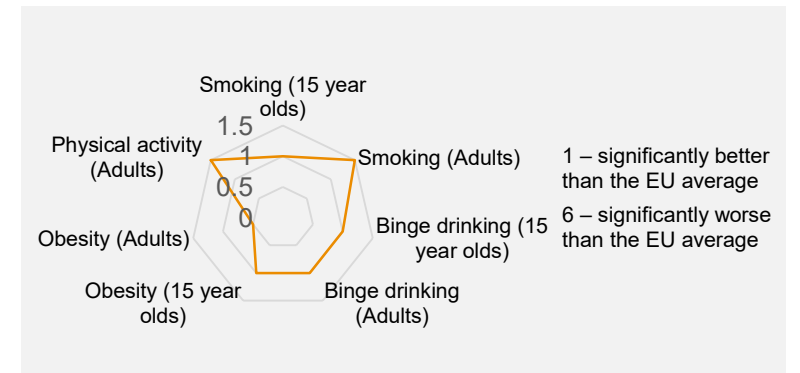 Smoking (15 year
olds)
1.5
1
0.5
0
Smoking (Adults)
Binge drinking (15
year olds)
Binge drinking
(Adults)
Obesity (15 year
olds)
Obesity (Adults)
Physical activity
(Adults)
1 – significantly better
than the EU average
6 – significantly worse
than the EU average